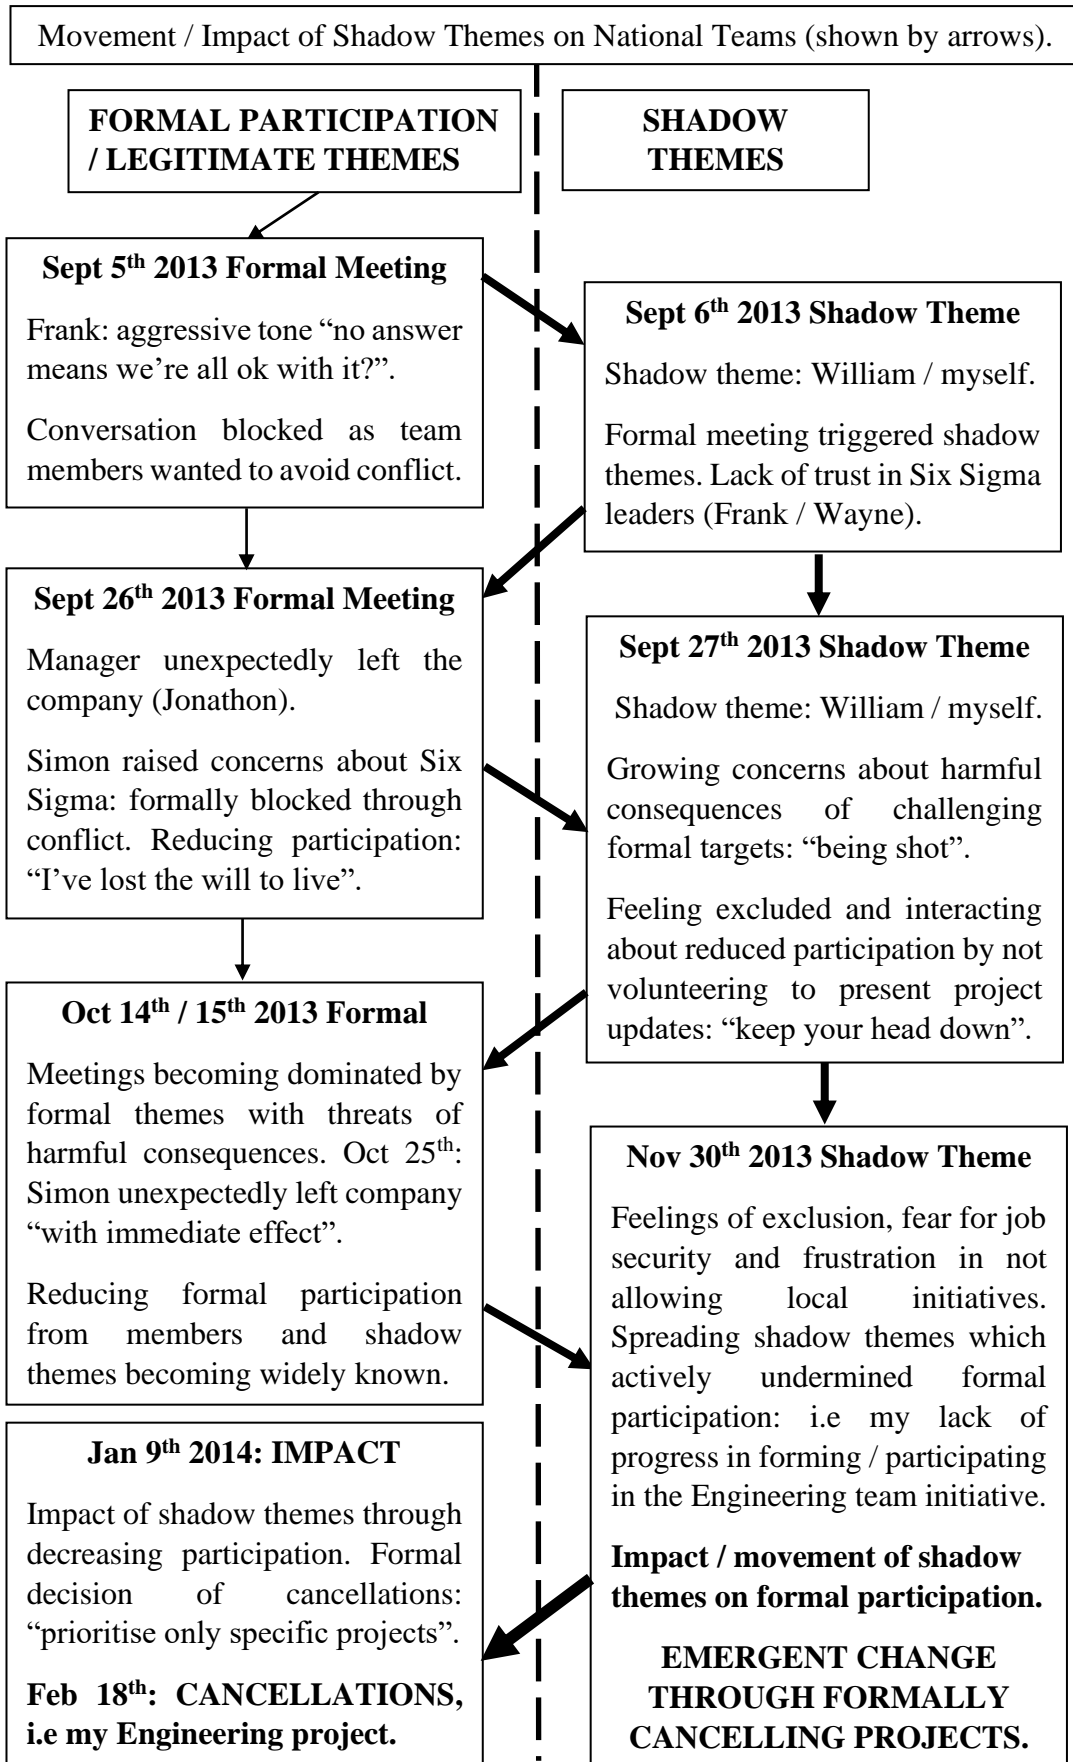 Movement / Impact of Shadow Themes on National Teams (shown by arrows).
FORMAL PARTICIPATION
/ LEGITIMATE THEMES
SHADOW
THEMES
Sept 5th 2013 Formal Meeting
Frank: aggressive tone “no answer
means we’re all ok with it?”.
Conversation blocked as team
members wanted to avoid conflict.
Sept 6th 2013 Shadow Theme
Shadow theme: William / myself.
Formal meeting triggered shadow
themes. Lack of trust in Six Sigma
leaders (Frank / Wayne).
Sept 26th 2013 Formal Meeting
Manager unexpectedly left the
company (Jonathon).
Simon raised concerns about Six
Sigma: formally blocked through
conflict. Reducing participation:
“I’ve lost the will to live”.
Sept 27th 2013 Shadow Theme
Shadow theme: William / myself.
Growing concerns about harmful
consequences of challenging
formal targets: “being shot”.
Feeling excluded and interacting
about reduced participation by not
volunteering to present project
updates: “keep your head down”.
Oct 14th / 15th 2013 Formal
Meetings becoming dominated by
formal themes with threats of
harmful consequences. Oct 25th:
Simon unexpectedly left company
“with immediate effect”.
Reducing formal participation
from members and shadow
themes becoming widely known.
Nov 30th 2013 Shadow Theme
Feelings of exclusion, fear for job
security and frustration in not
allowing local initiatives.
Spreading shadow themes which
actively undermined formal
participation: i.e my lack of
progress in forming / participating
in the Engineering team initiative.
Impact / movement of shadow
themes on formal participation.
EMERGENT CHANGE
THROUGH FORMALLY
CANCELLING PROJECTS.
Jan 9th 2014: IMPACT
Impact of shadow themes through
decreasing participation. Formal
decision of cancellations:
“prioritise only specific projects”.
Feb 18th: CANCELLATIONS,
i.e my Engineering project.